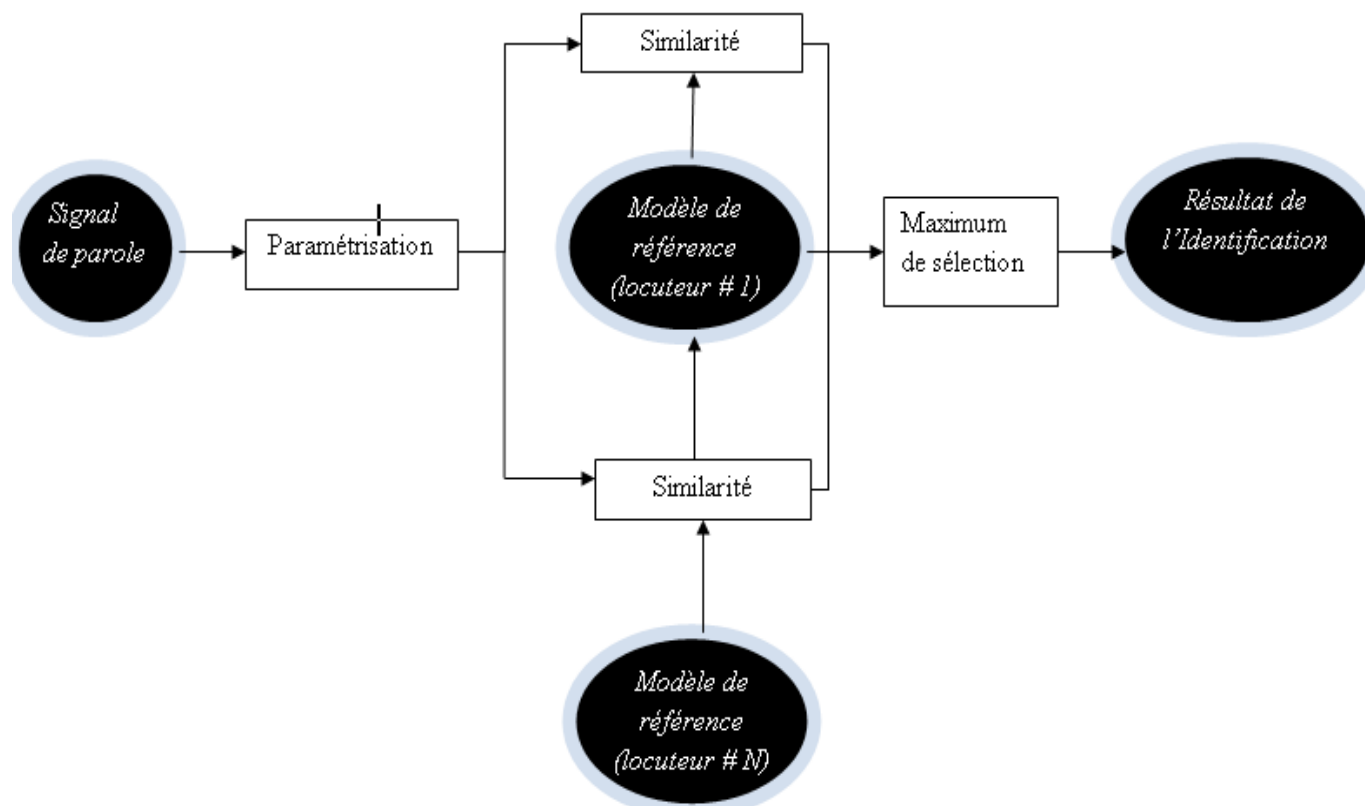 Similarité
Signal
de parole
Paramétrisation
Modèle de
référence
(locuteur # 1)
Maximum
de sélection
Résultat de
l'Identification
Similarité
Modèle de
référence
(locuteur # N)